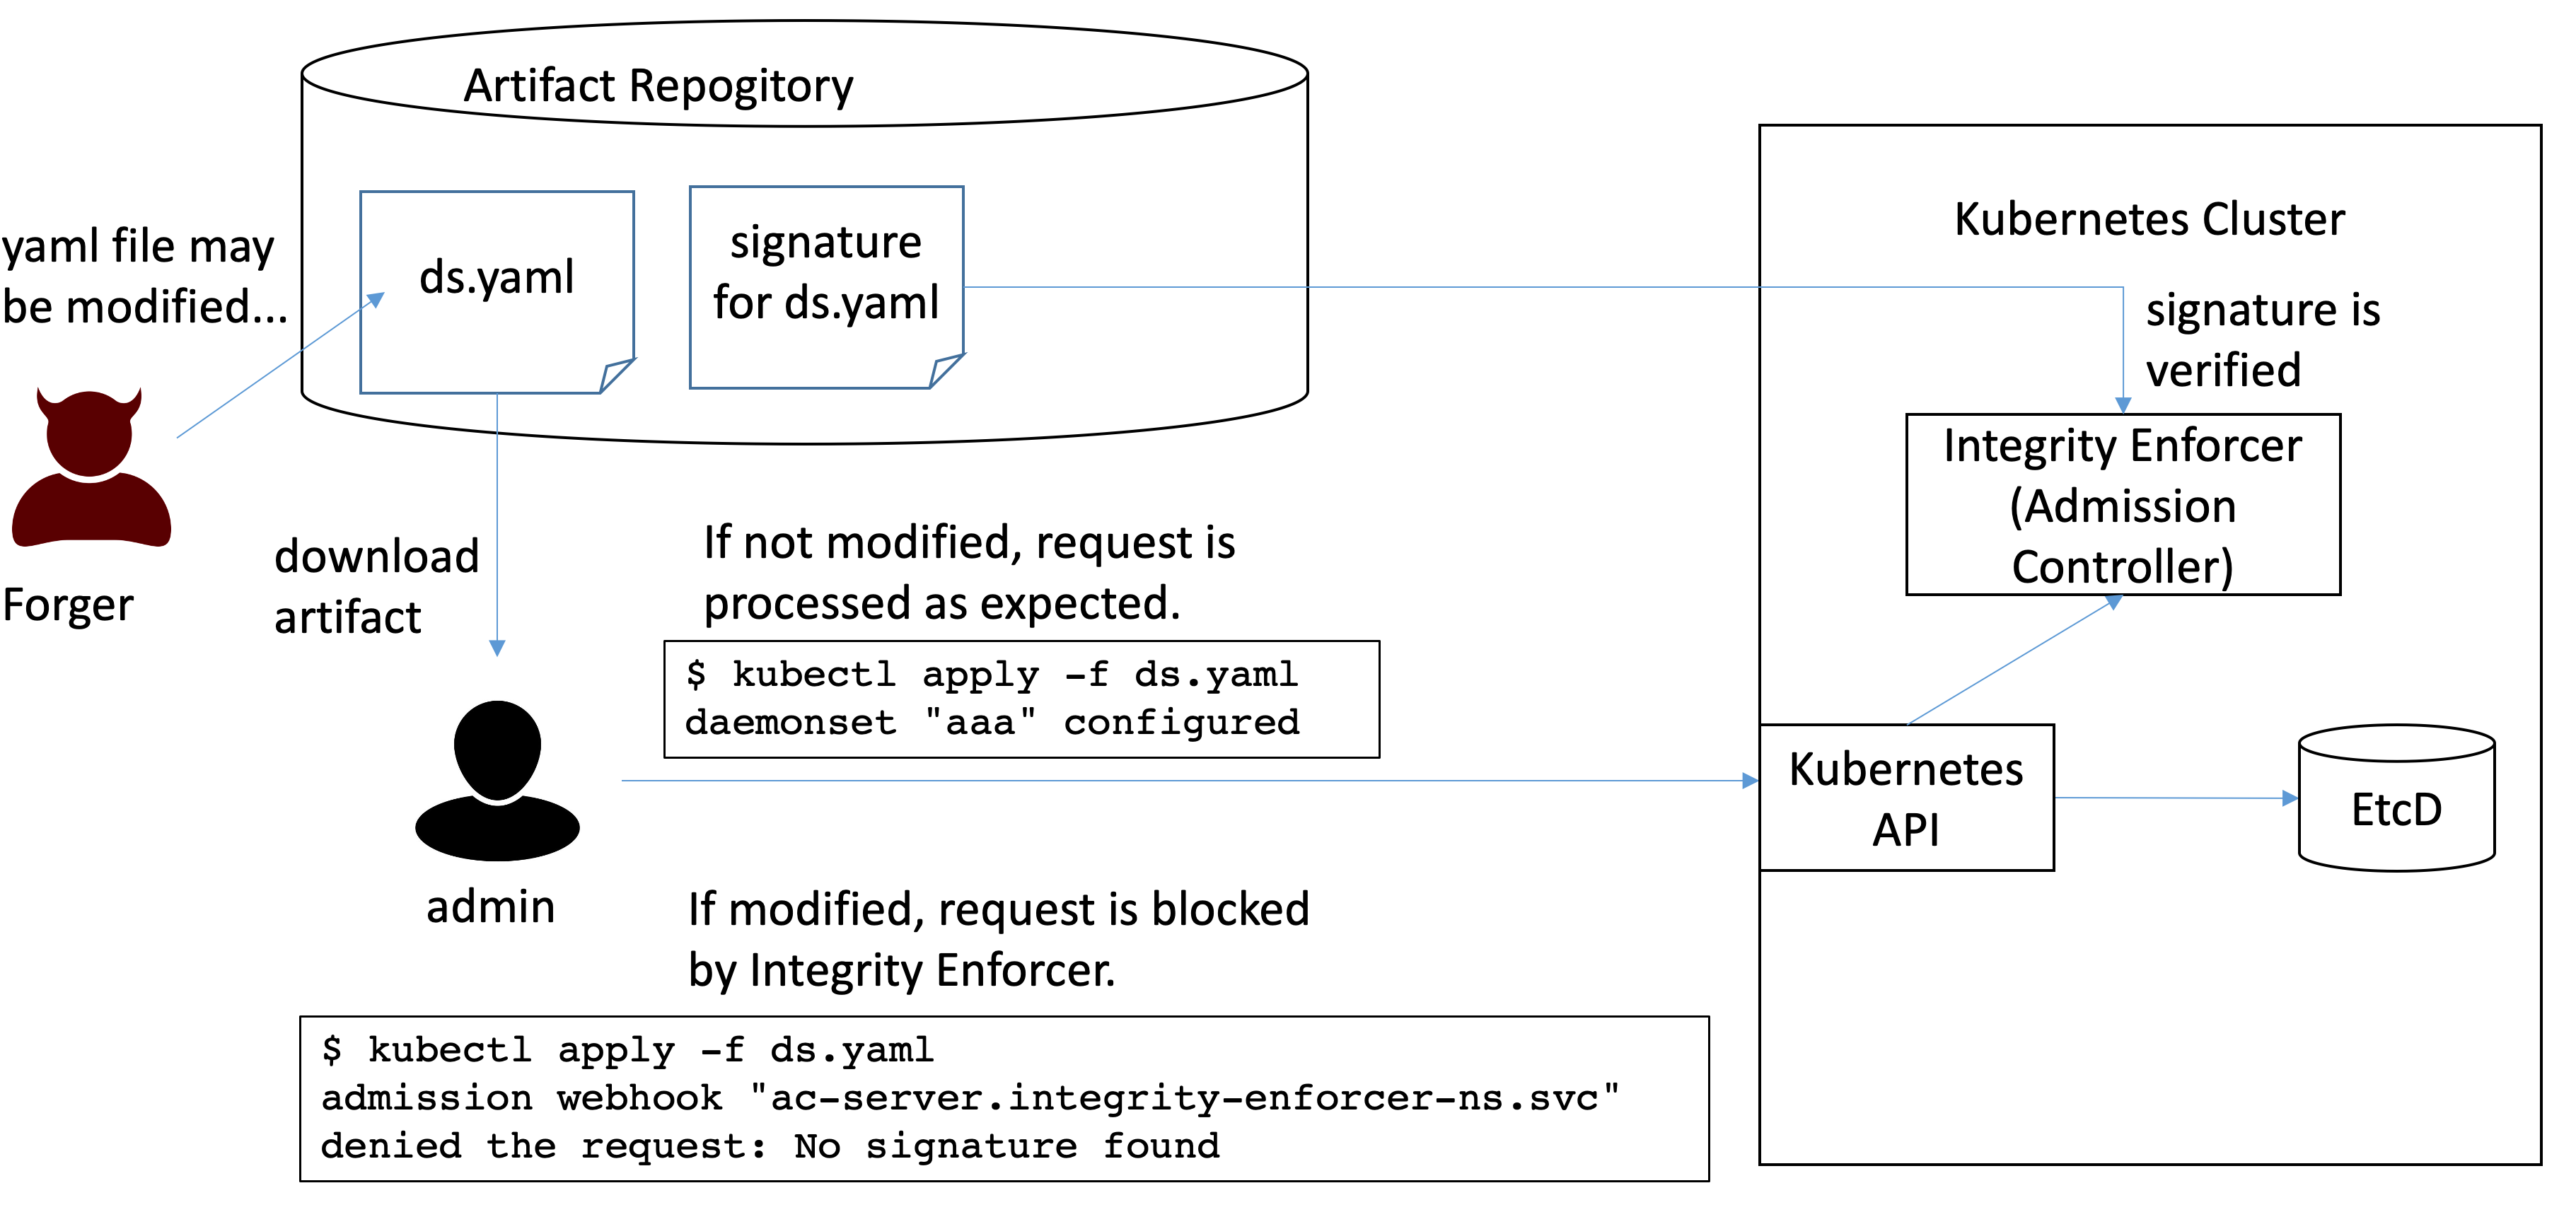 Artifact Repogitory
ds.yaml
signature
for ds.yaml
yaml file may
be modified...
Forger
download
artifact
admin
If not modified, request is
processed as expected.
$ kubectl apply -f ds.yaml
daemonset "aaa" configured
If modified, request is blocked
by Integrity Enforcer.
$ kubectl apply -f ds.yaml
admission webhook "ac-server.integrity-enforcer-ns.svc"
denied the request: No signature found
Kubernetes Cluster
signature is
verified
Integrity Enforcer
(Admission
Controller)
Kubernetes
API
EtcD